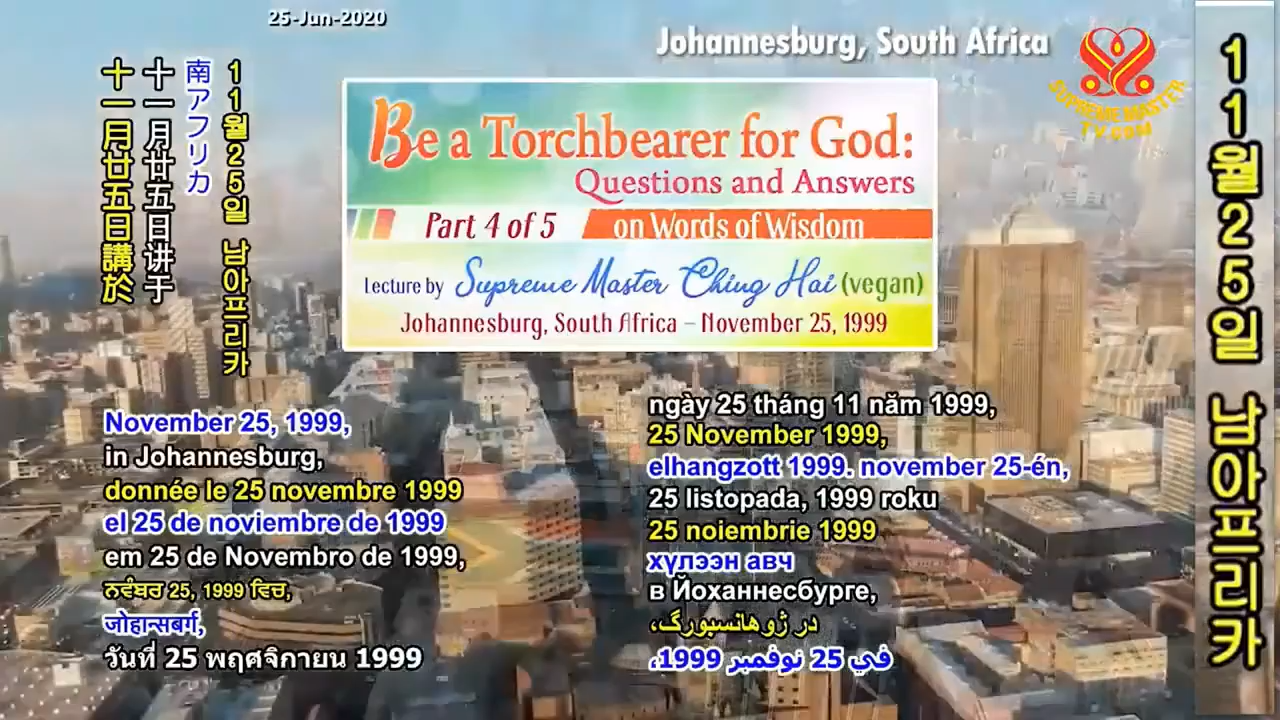 25-Jun-2020
Johannesburg, South Africa
SUPREME MASTER
TV.COM
Be a Torchbearer for God:
Questions and Answers
Part 4 of 5
on Words of Wisdom
Lecture by Supreme Master Ching Hai (vegan)
Johannesburg, South Africa – November 25, 1999
十一月廿五日講於
十一月廿五日讲于
南アフリカ
11월25일 남아프리카
November 25, 1999,
in Johannesburg,
donnée le 25 novembre 1999
el 25 de noviembre de 1999
em 25 de Novembro de 1999,
ਨਵੰਬਰ 25, 1999 ਵਿਚ,
जोहान्सबर्ग,
วันที่ 25 พฤศจิกายน 1999
ngày 25 tháng 11 năm 1999,
25 November 1999,
elhangzott 1999. november 25-én,
25 listopada, 1999 roku
25 noiembrie 1999
хүлээн авч
в Йоханнесбурге,
در ژوهانسبورگ،
في 25 نوفمبر 1999،
11월25일 남아프리카